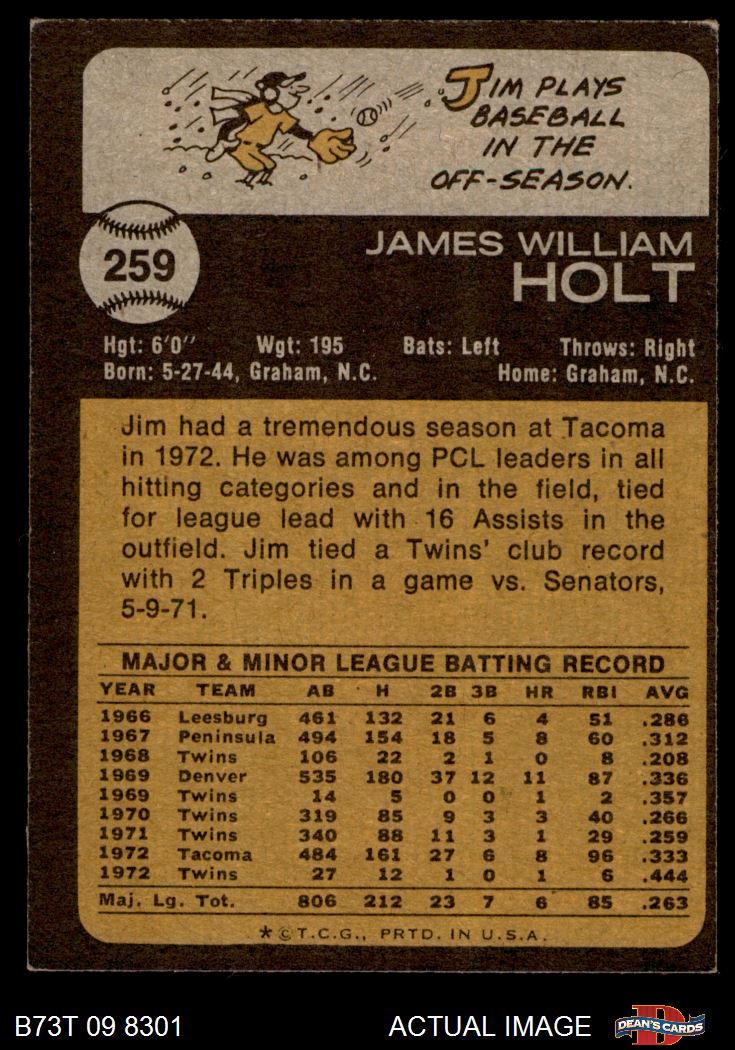 JIM PLAYS
BASEBALL
IN THE
OFF-SEASON.
259
JAMES WILLIAM
HOLT
Hgt: 6'0" Wgt: 195 Bats: Left Throws: Right
Born: 5-27-44, Graham, N.C. Home: Graham, N.C.
Jim had a tremendous season at Tacoma
in 1972. He was among PCL leaders in all
hitting categories and in the field, tied
for league lead with 16 Assists in the
outfield. Jim tied a Twins' club record
with 2 Triples in a game vs. Senators,
5-9-71.
MAJOR & MINOR LEAGUE BATTING RECORD
YEAR TEAM AB H 2B 3B HR RBI AVG
1966 Leesburg 461 132 21 6 4 51 .286
1967 Peninsula 494 154 18 5 8 60 .312
1968 Twins 106 22 2 1 0 8 .208
1969 Denver 535 180 37 12 11 87 .336
1969 Twins 14 5 0 0 1 2 .357
1970 Twins 319 85 9 3 3 40 .266
1971 Twins 340 88 11 3 1 29 .259
1972 Tacoma 484 161 27 6 8 96 .333
1972 Twins 27 12 1 0 1 6 .444
Maj. Lg. Tot. 806 212 23 7 6 85 .263
*©T.C.G., PRTD. IN U.S.A.
B73T 09 8301 ACTUAL IMAGE D DEAN'S CARDS